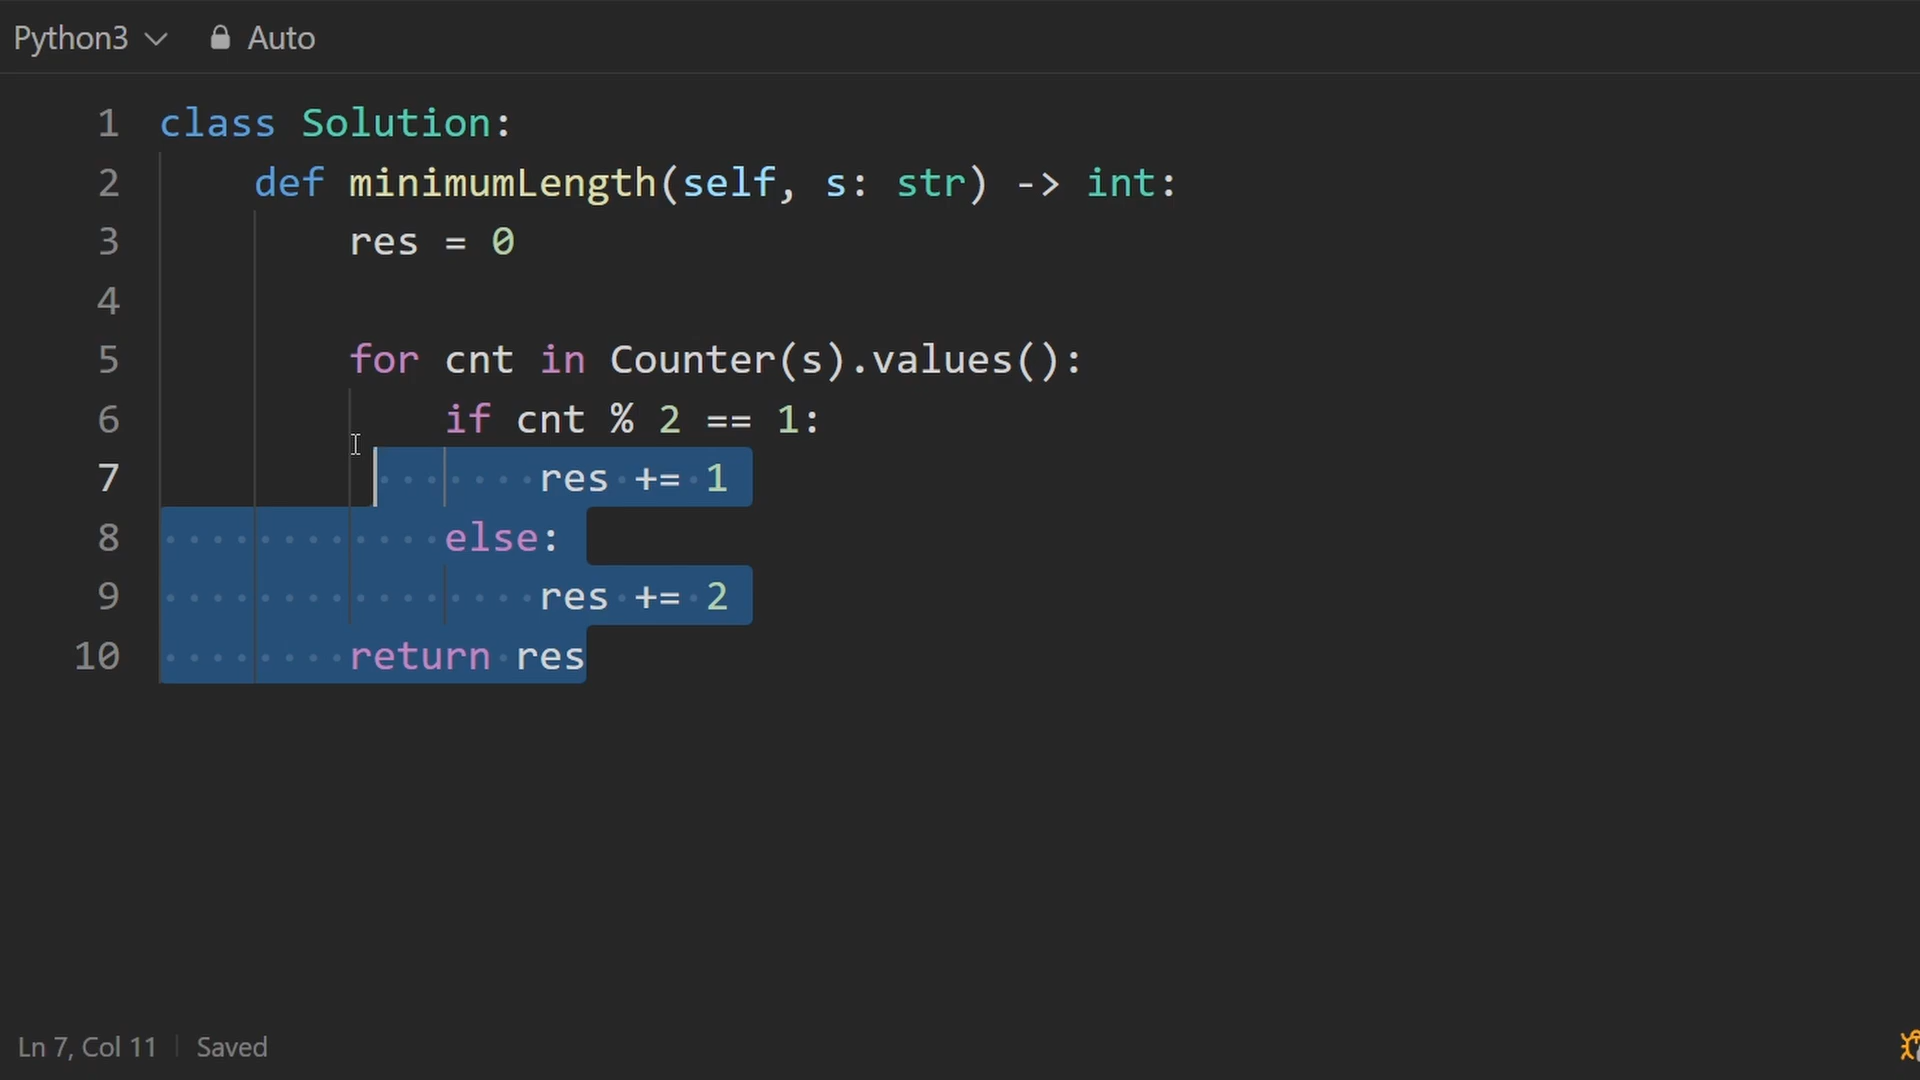 Python3 Auto
1 class Solution:
2 def minimumLength(self, s: str) -> int:
3 res = 0
4
5 for cnt in Counter(s).values():
6 if cnt % 2 == 1:
7 res += 1
8 else:
9 res += 2
10 return res
Ln 7, Col 11 Saved